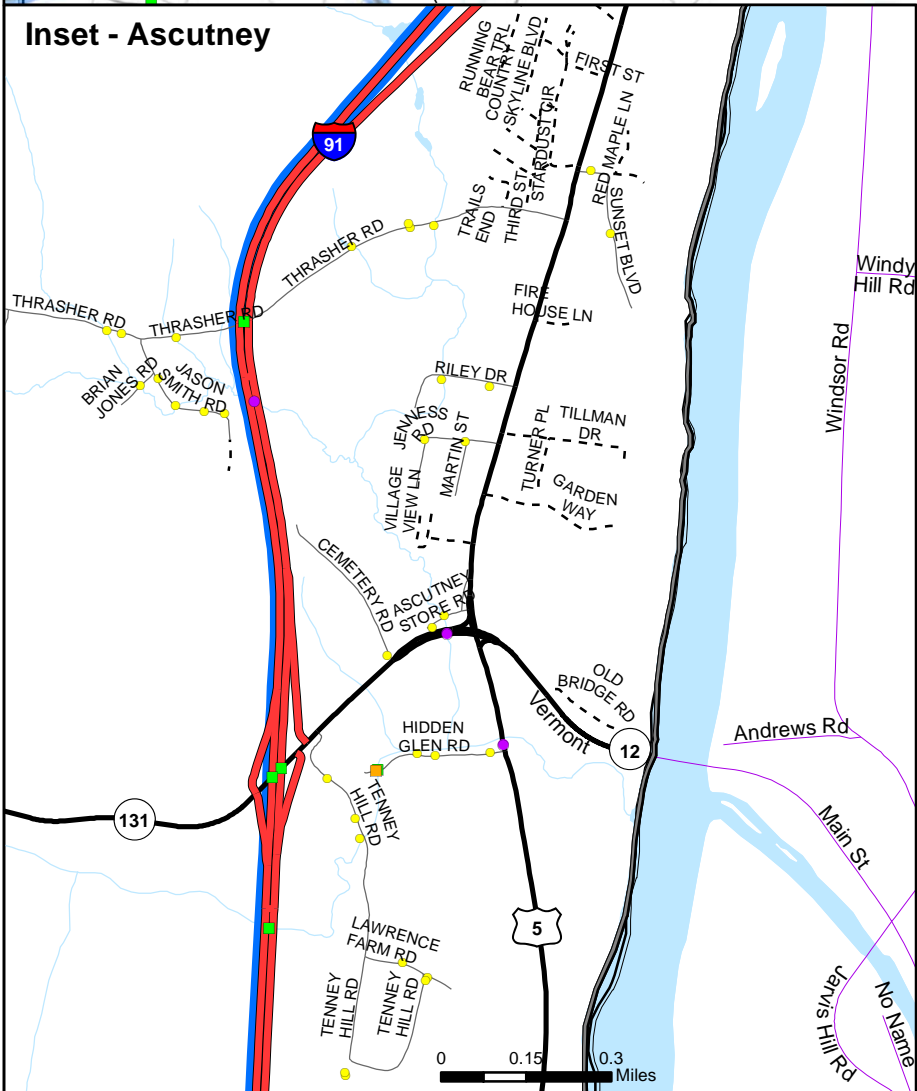 Inset - Ascutney
91
RUNNING
BEAR TRL
COUNTRY
SKYLINE BLVD
FIRST ST
STARDUST CIR
RED MAPLE LN
SUNSET BLVD
TRAILS
END
THIRD ST
THRASHER RD
THRASHER RD
THRASHER RD
BRIAN
JONES RD
JASON
SMITH RD
FIRE
HOUSE LN
Windy
Hill Rd
Windsor Rd
RILEY DR
JENNESS
RD
MARTIN ST
TURNER PL
TILLMAN
DR
GARDEN
WAY
VILLAGE
VIEW LN
CEMETERY RD
ASCUTNEY
STORE RD
OLD
BRIDGE RD
Vermont
12
HIDDEN
GLEN RD
Andrews Rd
131
TENNEY
HILL RD
Main St
5
LAWRENCE
FARM RD
TENNEY
HILL RD
TENNEY
HILL RD
Jarvis Hill Rd
No Name
0 0.15 0.3
Miles